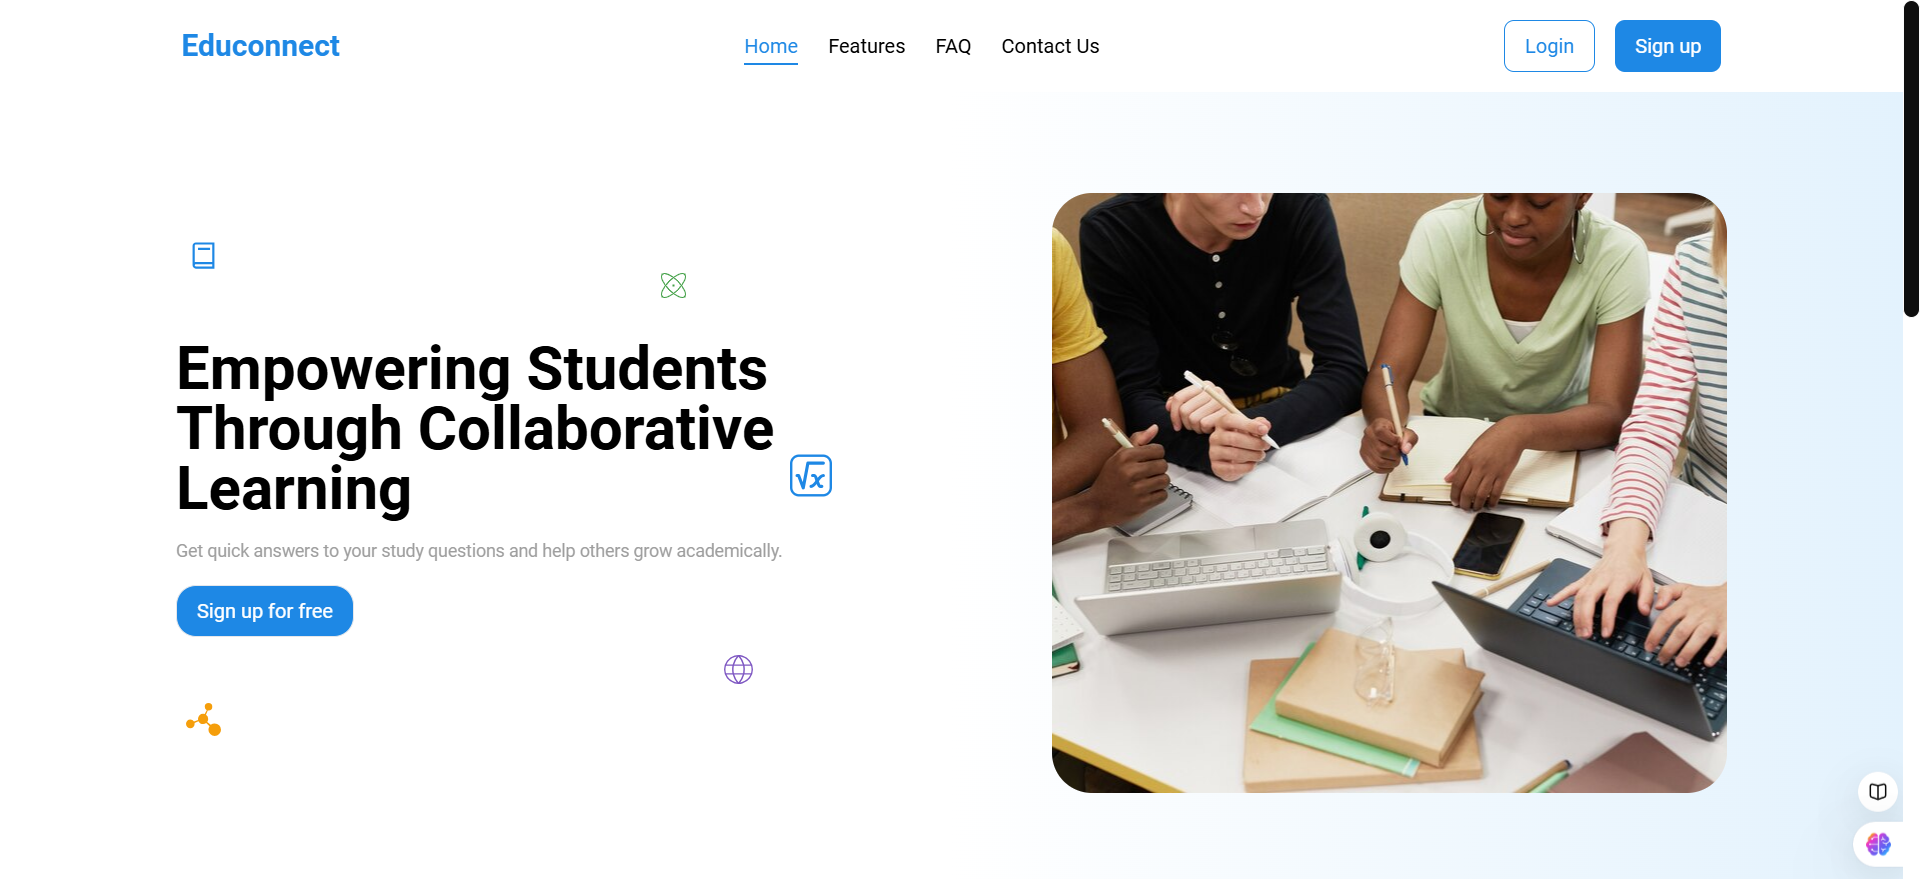 Educonnect
Home Features FAQ Contact Us
Login Sign up
Empowering Students
Through Collaborative
Learning
√x
Get quick answers to your study questions and help others grow academically.
Sign up for free